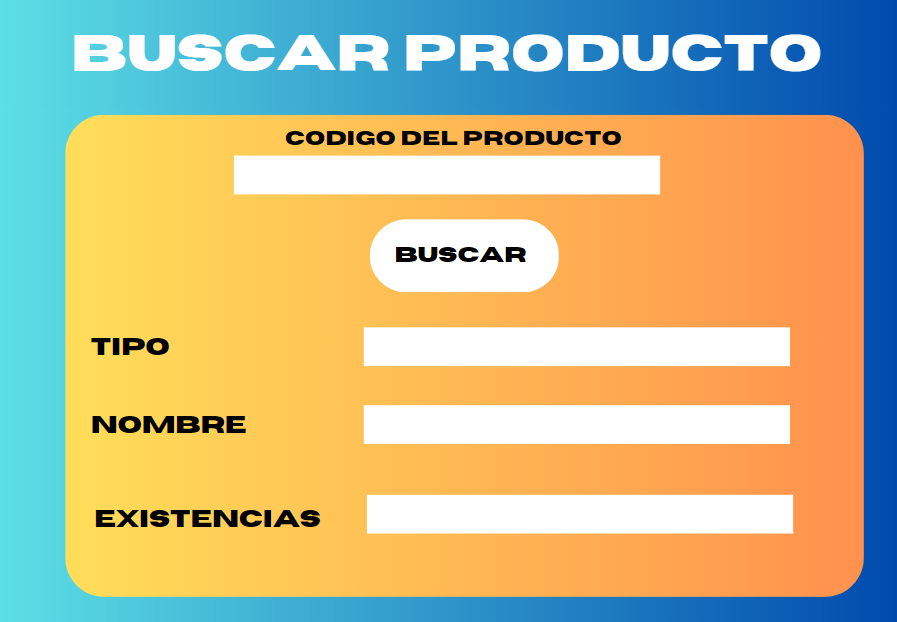 BUSCAR PRODUCTO
CODIGO DEL PRODUCTO
BUSCAR
TIPO
NOMBRE
EXISTENCIAS